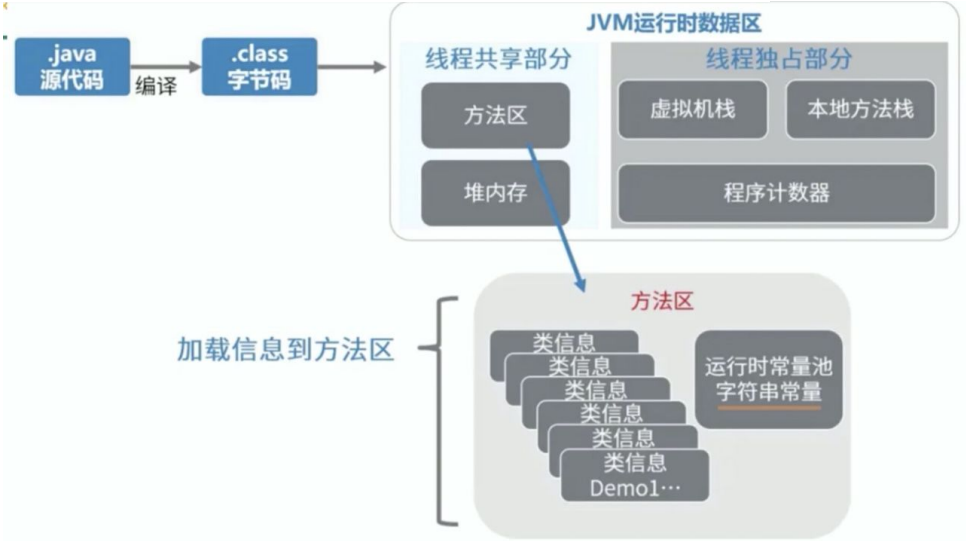 JVM运行时数据区
.java
源代码
编译
.class
字节码
线程共享部分
方法区
堆内存
线程独占部分
虚拟机栈
本地方法栈
程序计数器
加载信息到方法区
方法区
类信息
类信息
类信息
类信息
类信息
类信息
Demo1…
运行时常量池
字符串常量